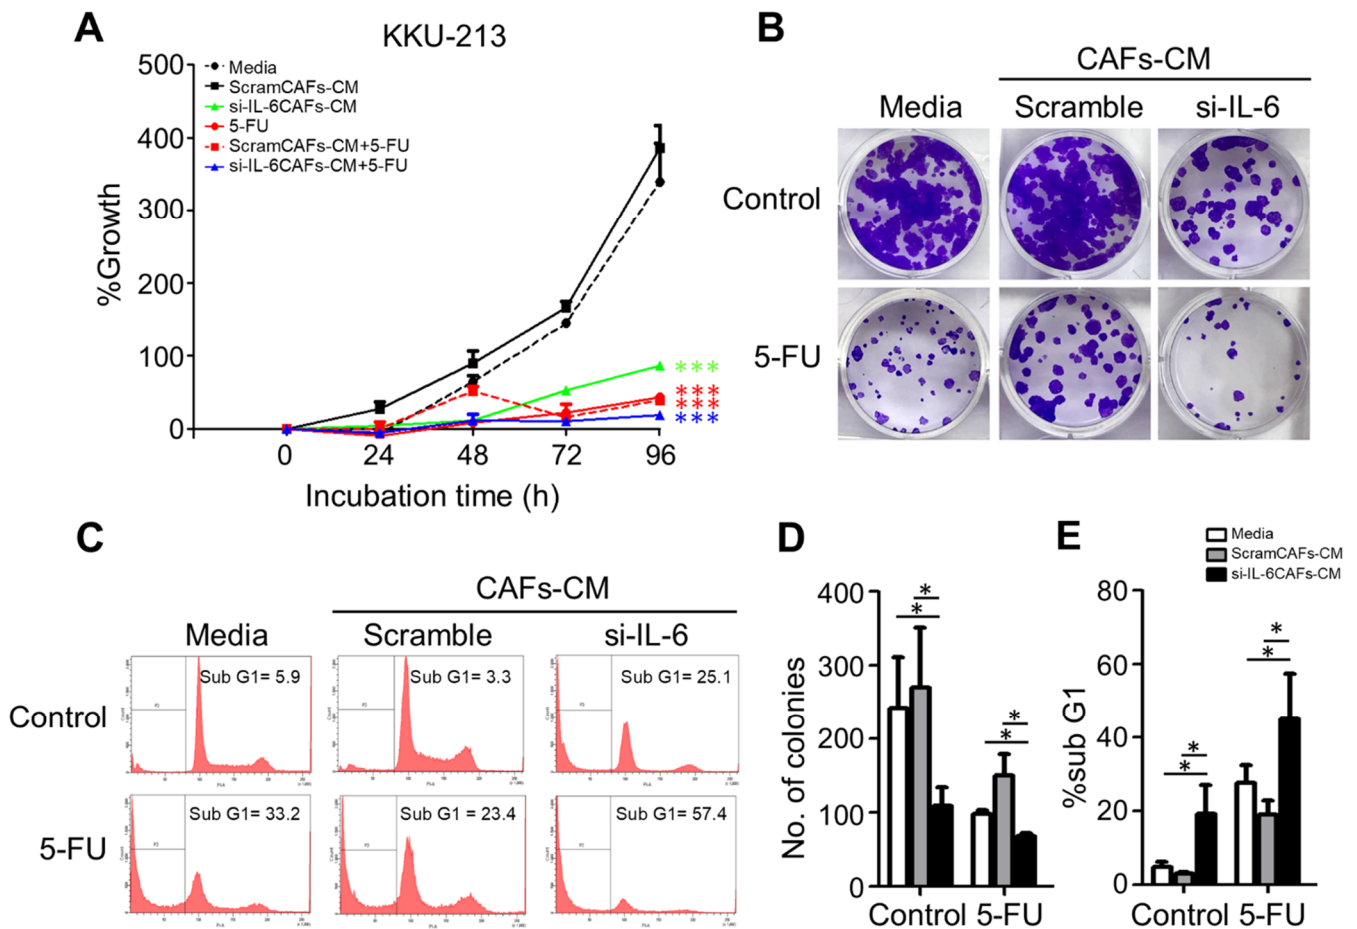 A
KKU-213
500
400
300
200
100
0
%Growth
Media
ScramCAFs-CM
si-IL-6CAFs-CM
5-FU
ScramCAFs-CM+5-FU
si-IL-6CAFs-CM+5-FU
***
***
***
***
0 24 48 72 96
Incubation time (h)
B
CAFs-CM
Media Scramble si-IL-6
Control
5-FU
C
CAFs-CM
Media Scramble si-IL-6
Control
Sub G1= 5.9
Sub G1= 3.3
Sub G1= 25.1
5-FU
Sub G1= 33.2
Sub G1 = 23.4
Sub G1= 57.4
D
400
300
200
100
0
No. of colonies
*
*
*
*
Control 5-FU
E
Media
ScramCAFs-CM
si-IL-6CAFs-CM
80
60
40
20
0
%sub G1
*
*
*
*
Control 5-FU